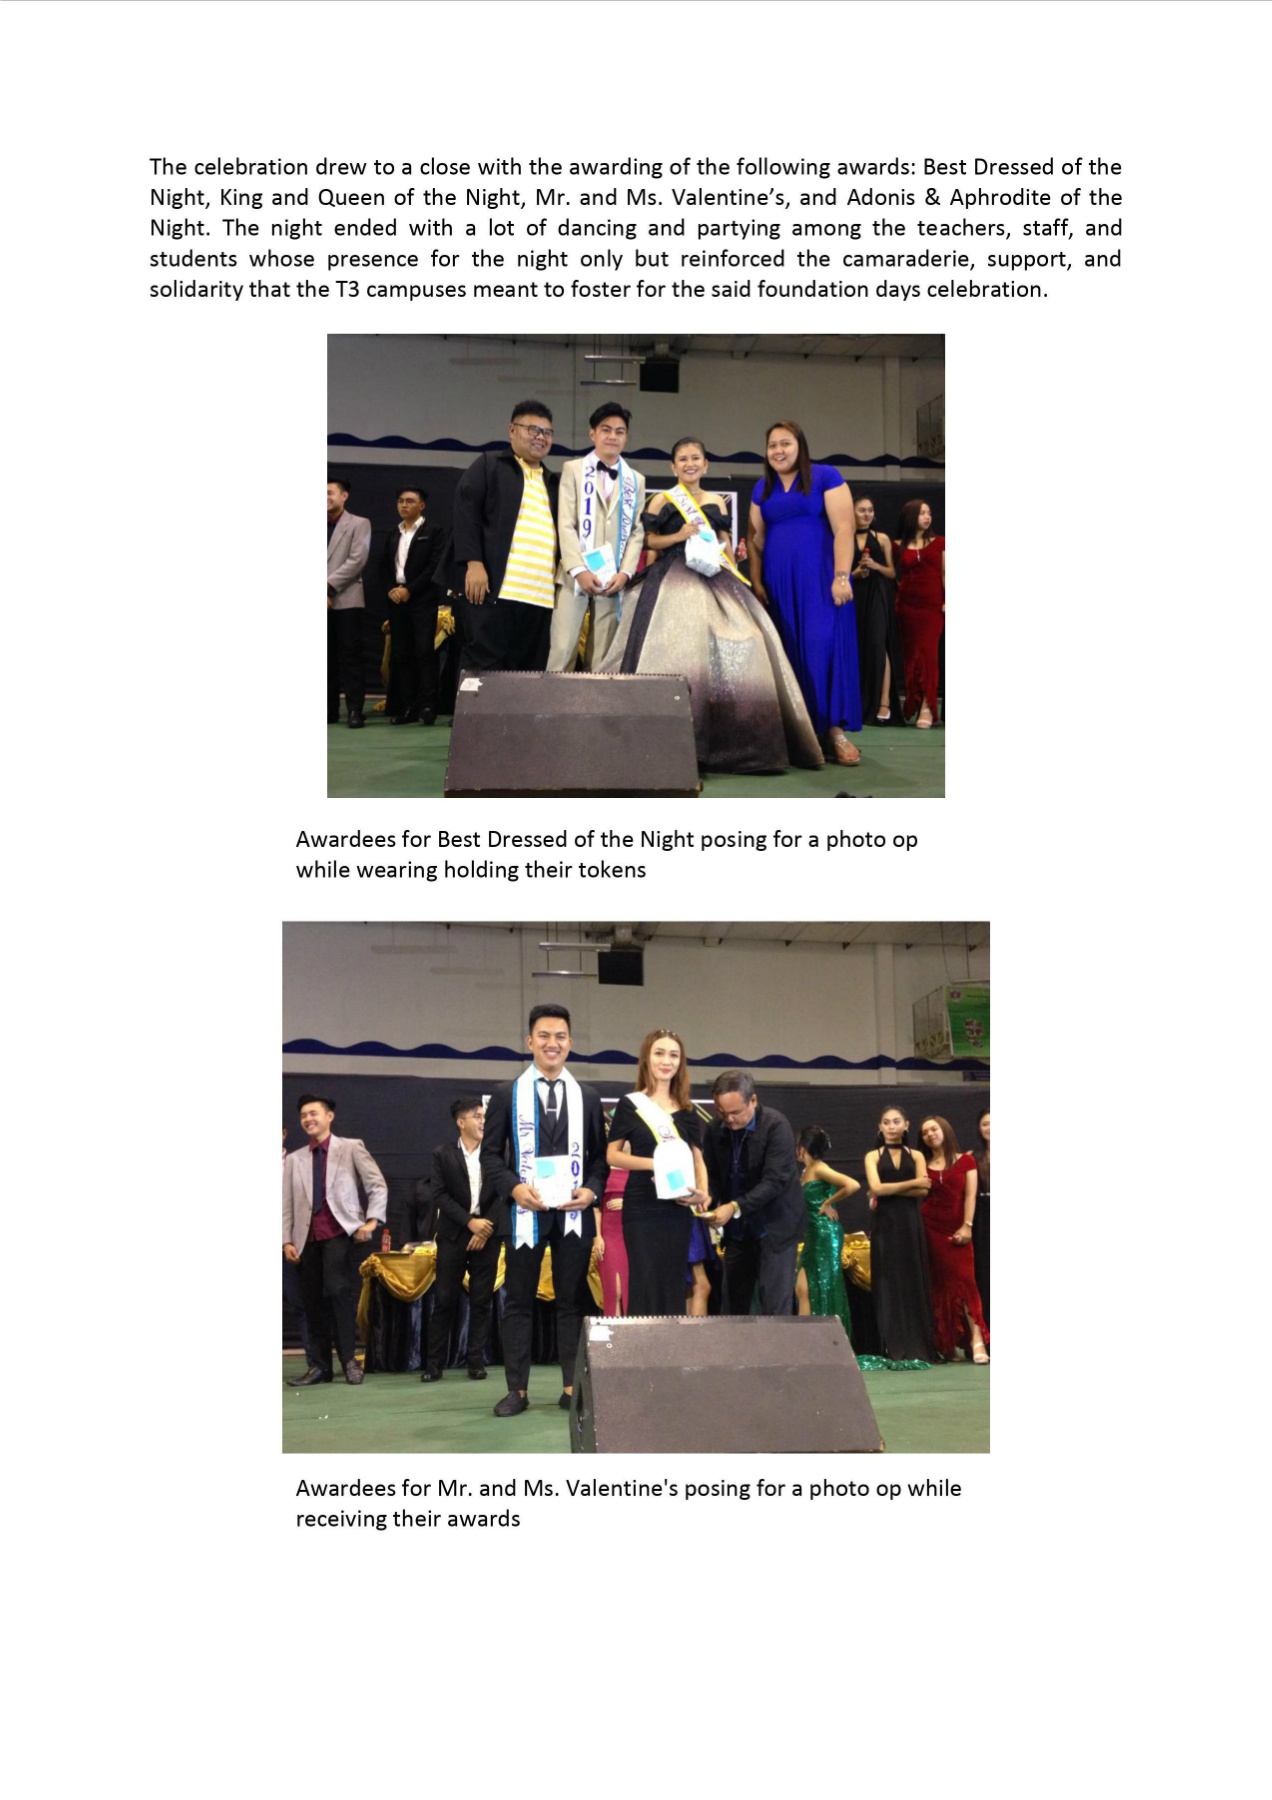 The celebration drew to a close with the awarding of the following awards: Best Dressed of the
Night, King and Queen of the Night, Mr. and Ms. Valentine’s, and Adonis & Aphrodite of the
Night. The night ended with a lot of dancing and partying among the teachers, staff, and
students whose presence for the night only but reinforced the camaraderie, support, and
solidarity that the T3 campuses meant to foster for the said foundation days celebration.
2019
Best
Best
Awardees for Best Dressed of the Night posing for a photo op
while wearing holding their tokens
Mr
2019
Awardees for Mr. and Ms. Valentine's posing for a photo op while
receiving their awards